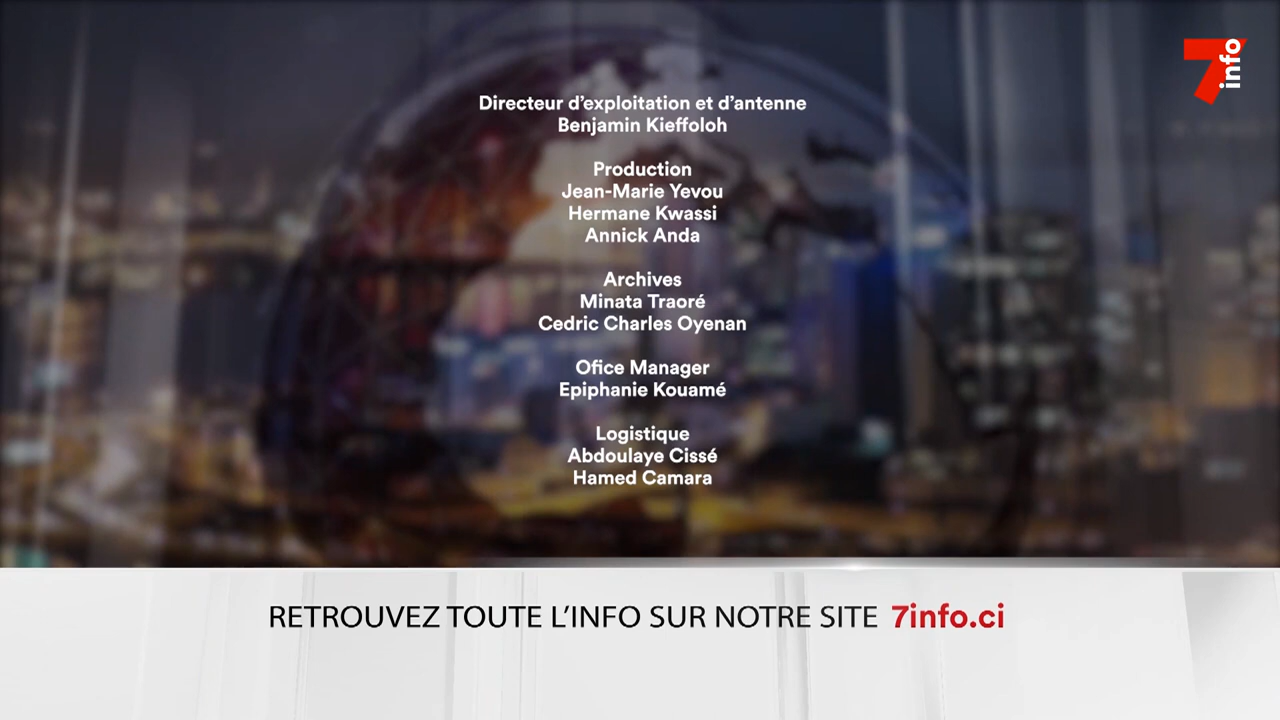 7info
Directeur d’exploitation et d’antenne
Benjamin Kieffoloh
Production
Jean-Marie Yevou
Hermane Kwassi
Annick Anda
Archives
Minata Traoré
Cedric Charles Oyenan
Ofice Manager
Epiphanie Kouamé
Logistique
Abdoulaye Cissé
Hamed Camara
RETROUVEZ TOUTE L’INFO SUR NOTRE SITE 7info.ci